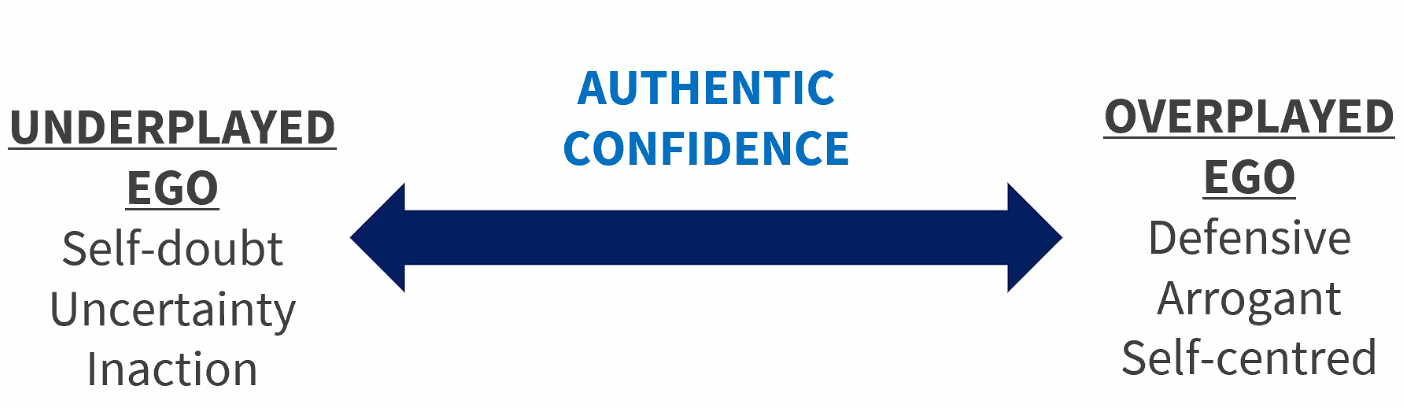 UNDERPLAYED
EGO
Self-doubt
Uncertainty
Inaction
AUTHENTIC
CONFIDENCE
OVERPLAYED
EGO
Defensive
Arrogant
Self-centred